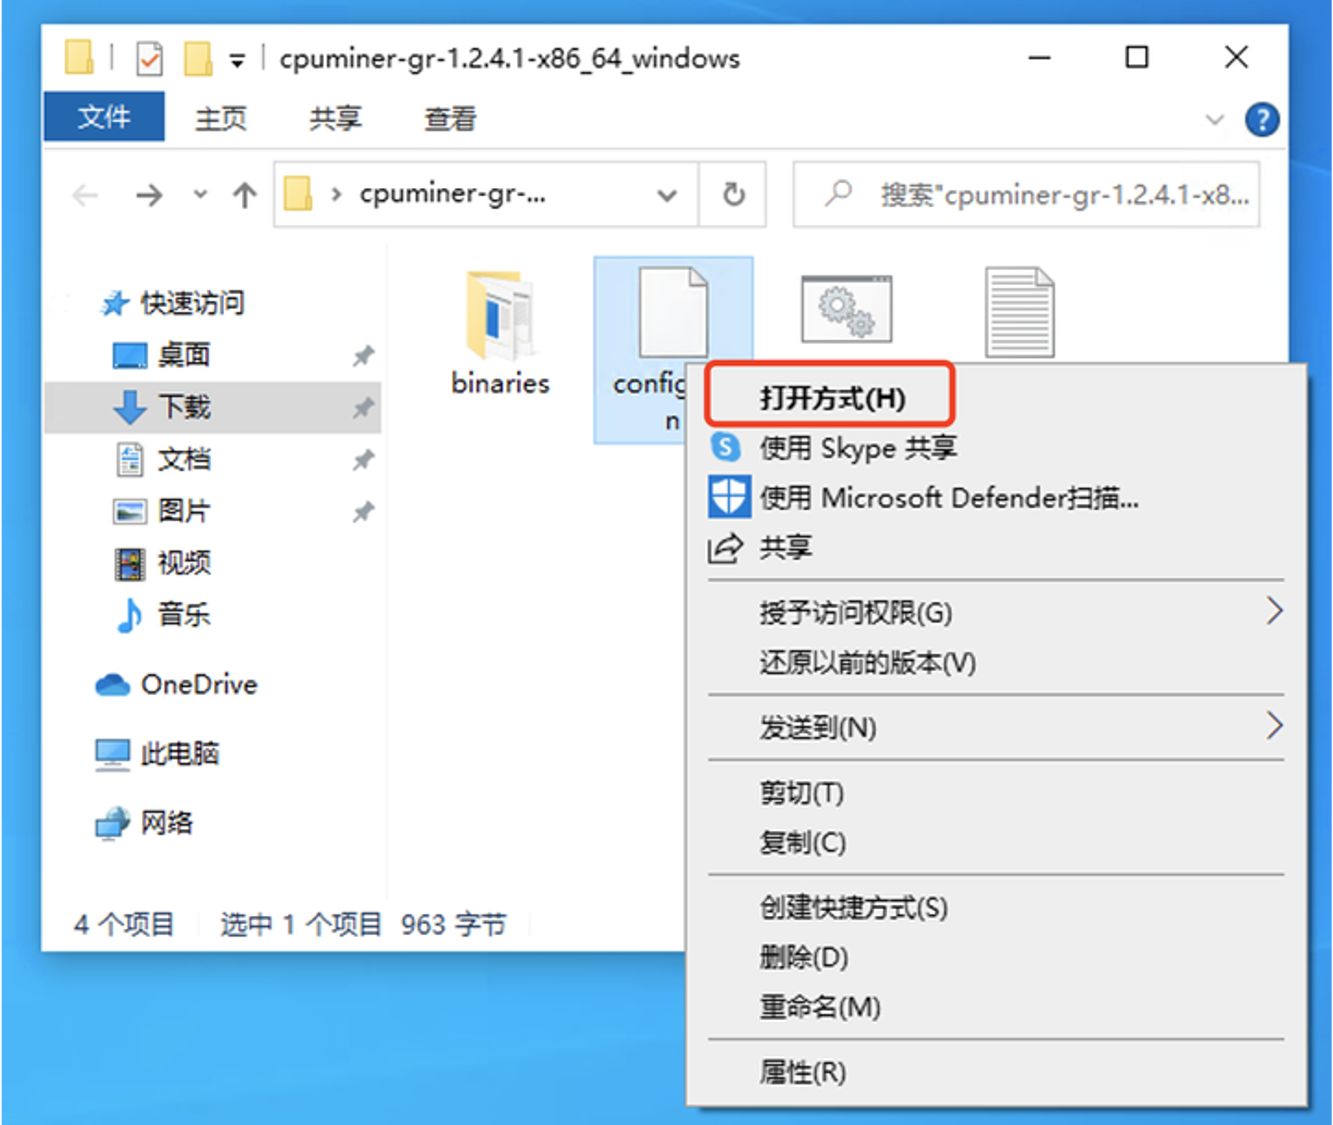 cpuminer-gr-1.2.4.1-x86_64_windows
文件 主页 共享 查看
cpuminer-gr-...
搜索"cpuminer-gr-1.2.4.1-x8...
快速访问
桌面
下载
文档
图片
视频
音乐
OneDrive
此电脑
网络
binaries
config
n
打开方式(H)
使用 Skype 共享
使用 Microsoft Defender扫描...
共享
授予访问权限(G)
还原以前的版本(V)
发送到(N)
剪切(T)
复制(C)
创建快捷方式(S)
删除(D)
重命名(M)
属性(R)
4 个项目 选中 1 个项目 963 字节